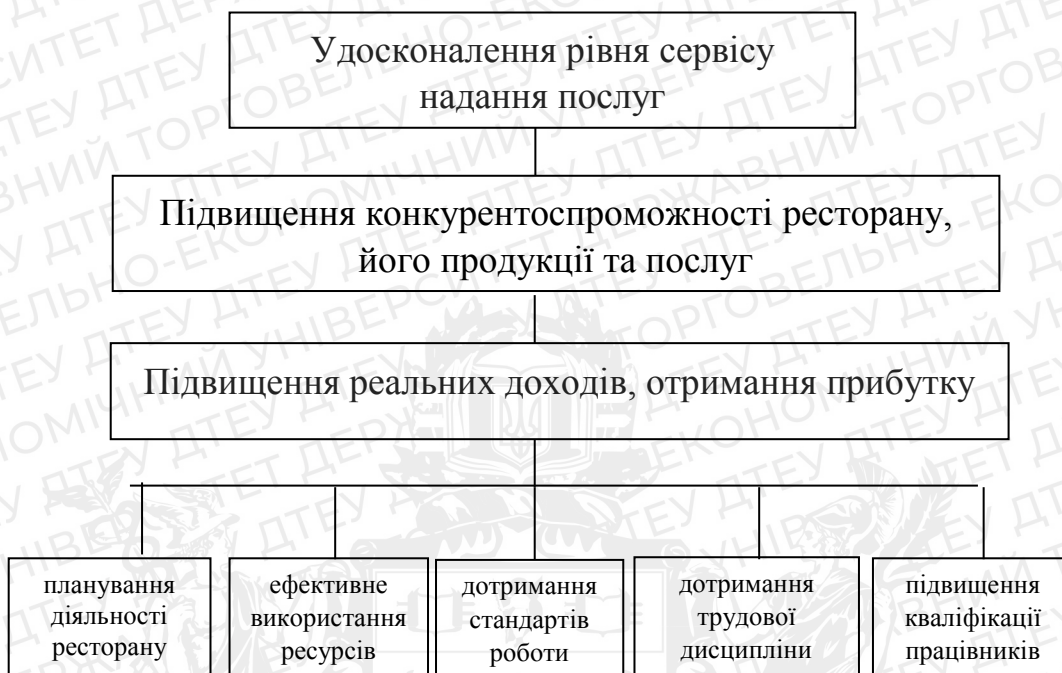 Удосконалення рівня сервісу
надання послуг
Підвищення конкурентоспроможності ресторану,
його продукції та послуг
Підвищення реальних доходів, отримання прибутку
планування
діяльності
ресторану
ефективне
використання
ресурсів
дотримання
стандартів
роботи
дотримання
трудової
дисципліни
підвищення
кваліфікації
працівників